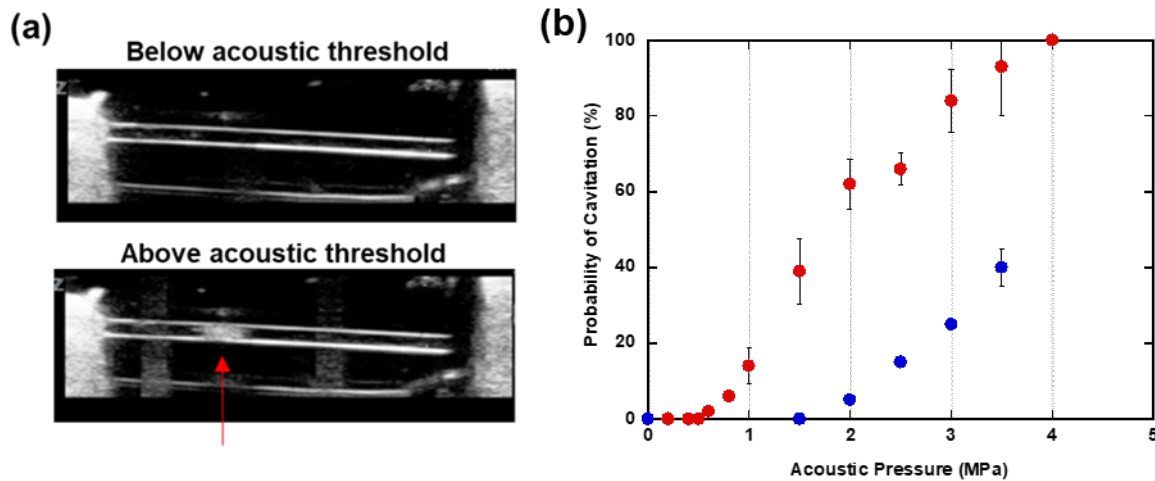 (a)
Below acoustic threshold
Z
Above acoustic threshold
Z
(b)
Probability of Cavitation (%)
100
80
60
40
20
0
0 1 2 3 4 5
Acoustic Pressure (MPa)